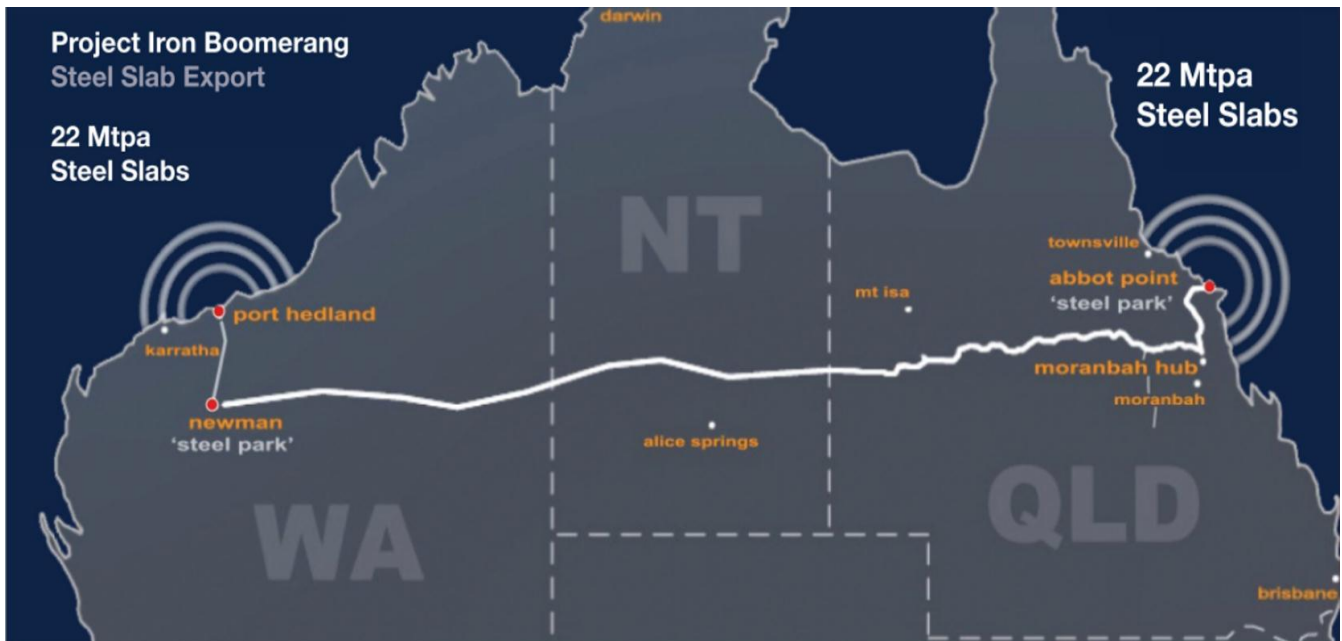 darwin
Project Iron Boomerang
Steel Slab Export
22 Mtpa
Steel Slabs
22 Mtpa
Steel Slabs
NT
townsville
abbot point
'steel park'
mt isa
port hedland
karratha
moranbah hub
moranbah
newman
'steel park'
alice springs
WA
QLD
brisbane